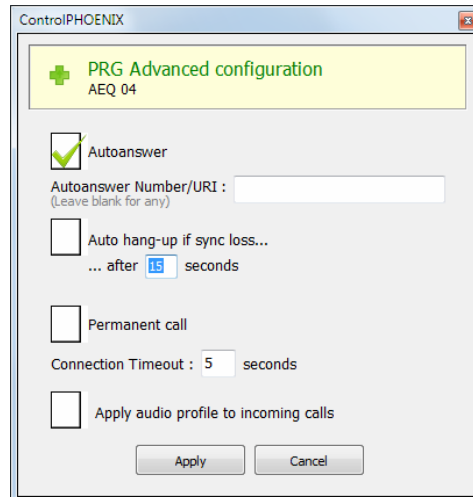 ControlPHOENIX
PRG Advanced configuration
AEQ 04
Autoanswer
Autoanswer Number/URI :
(Leave blank for any)
Auto hang-up if sync loss...
... after 15 seconds
Permanent call
Connection Timeout : 5 seconds
Apply audio profile to incoming calls
Apply Cancel